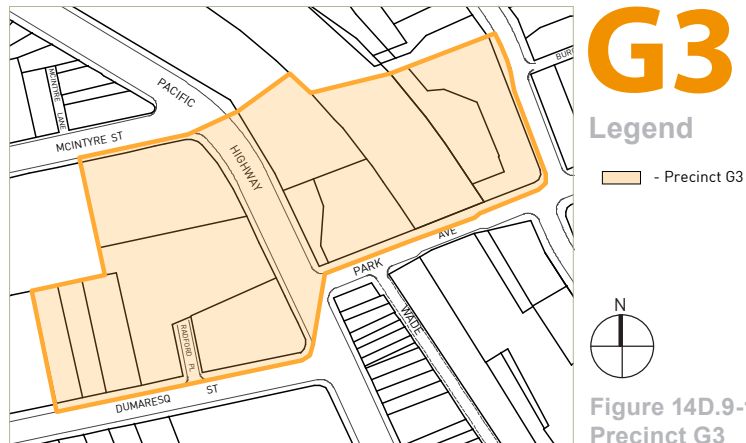 G3
Legend
- Precinct G3
PACIFIC
HIGHWAY
MCINTYRE LANE
MCINTYRE ST
PARK
AVE
WADE
RADFORD PL
DUMARESQ
ST
N
Figure 14D.9-
Precinct G3